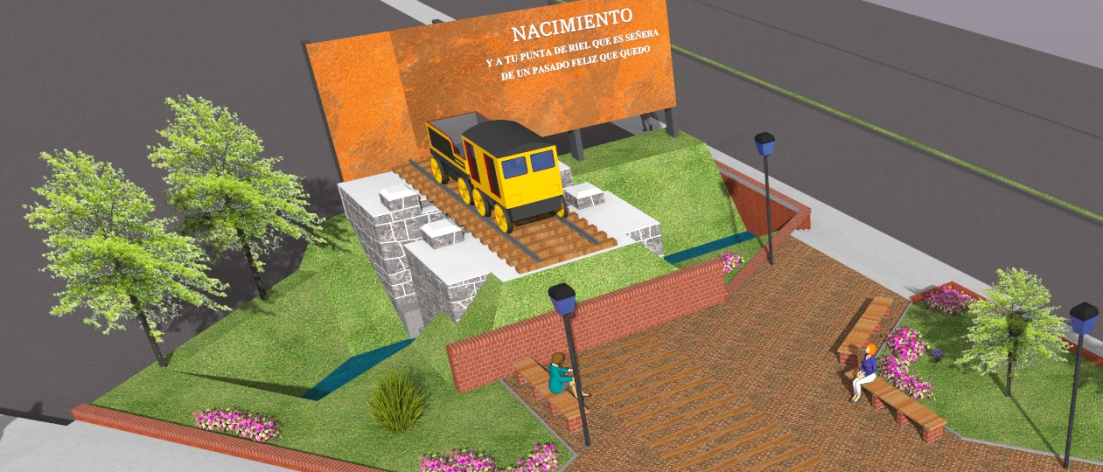 NACIMIENTO
Y A TU PUNTA DE RIEL QUE ES SEÑERA
DE UN PASADO FELIZ QUE QUEDO